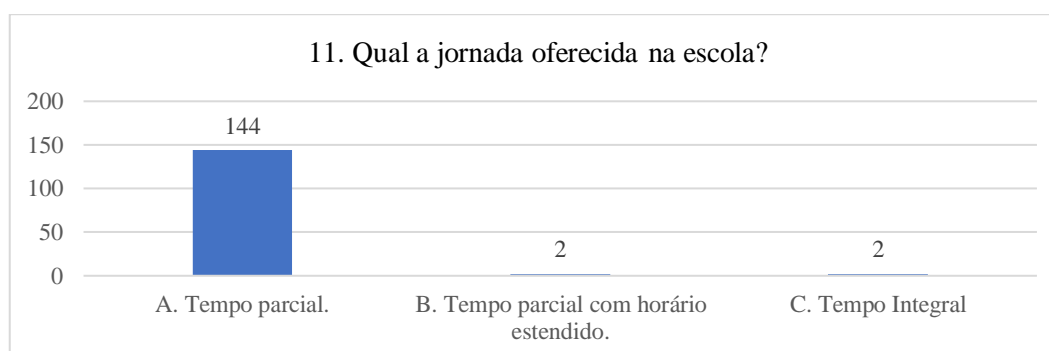 11. Qual a jornada oferecida na escola?
200
150
100
50
0
144
2
2
A. Tempo parcial.
B. Tempo parcial com horário
estendido.
C. Tempo Integral